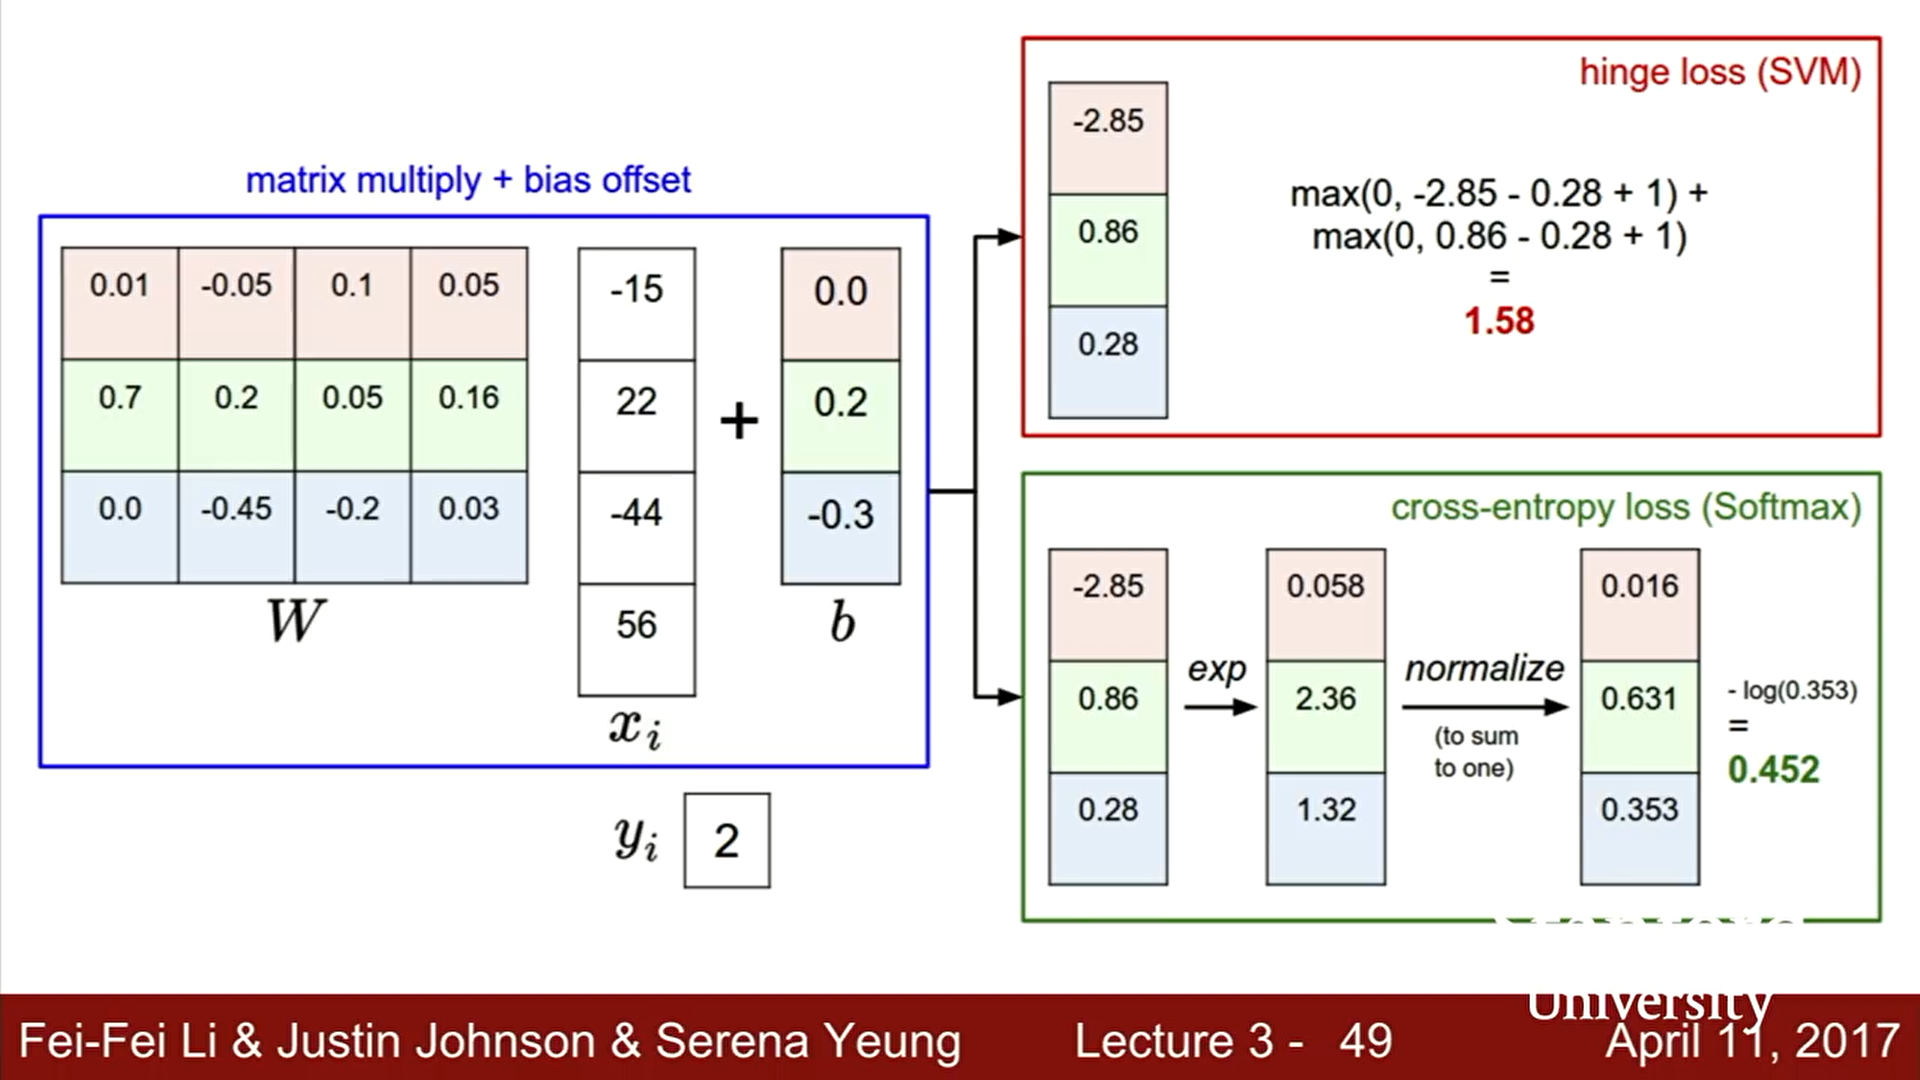 matrix multiply + bias offset
0.01 -0.05 0.1 0.05
0.7 0.2 0.05 0.16
0.0 -0.45 -0.2 0.03
W
-15
22
-44
56
x_i
+
0.0
0.2
-0.3
b
y_i 2
hinge loss (SVM)
-2.85
0.86
0.28
max(0, -2.85 - 0.28 + 1) +
max(0, 0.86 - 0.28 + 1)
=
1.58
cross-entropy loss (Softmax)
-2.85
0.86
0.28
exp
0.058
2.36
1.32
normalize
(to sum
to one)
0.016
0.631
0.353
- log(0.353)
=
0.452
University
Fei-Fei Li & Justin Johnson & Serena Yeung Lecture 3 - 49 April 11, 2017